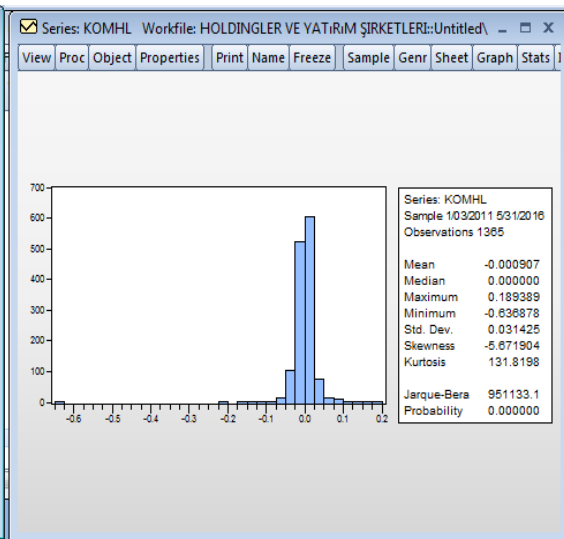 Series: KOMHL Workfile: HOLDINGLER VE YATıRıM ŞIRKETLERI::Untitled\
View Proc Object Properties Print Name Freeze Sample Genr Sheet Graph Stats
700
600
500
400
300
200
100
0
-0.6 -0.5 -0.4 -0.3 -0.2 -0.1 0.0 0.1 0.2
Series: KOMHL
Sample 1/03/2011 5/31/2016
Observations 1365
Mean -0.000907
Median 0.000000
Maximum 0.189389
Minimum -0.636878
Std. Dev. 0.031425
Skewness -5.671904
Kurtosis 131.8198
Jarque-Bera 951133.1
Probability 0.000000